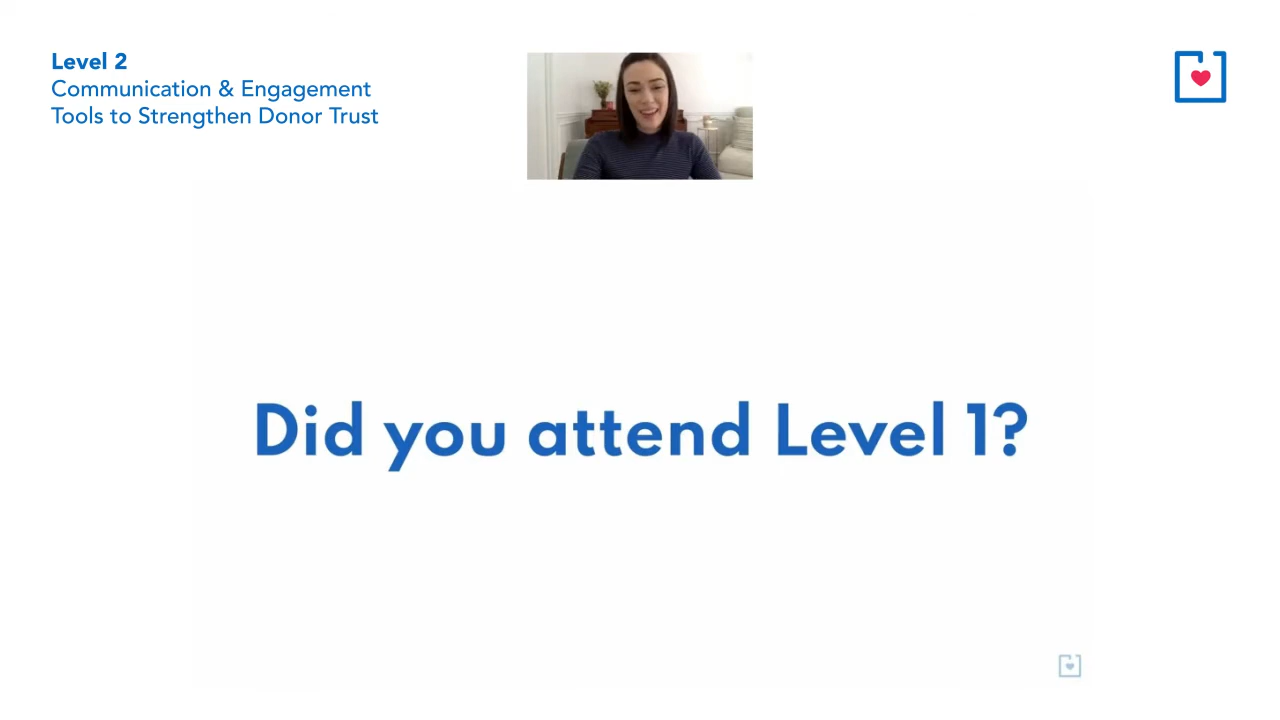 Level 2
Communication & Engagement
Tools to Strengthen Donor Trust
Did you attend Level 1?